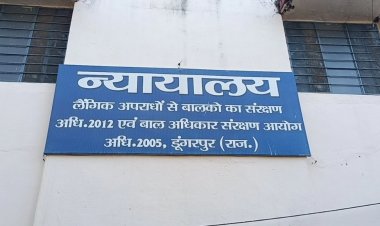 न्यायालय
लैंगिक अपराधों से बालको का संरक्षण
अधि.2012 एवं बाल अधिकार संरक्षण आयोग
अधि.2005, डूंगरपुर (राज.)